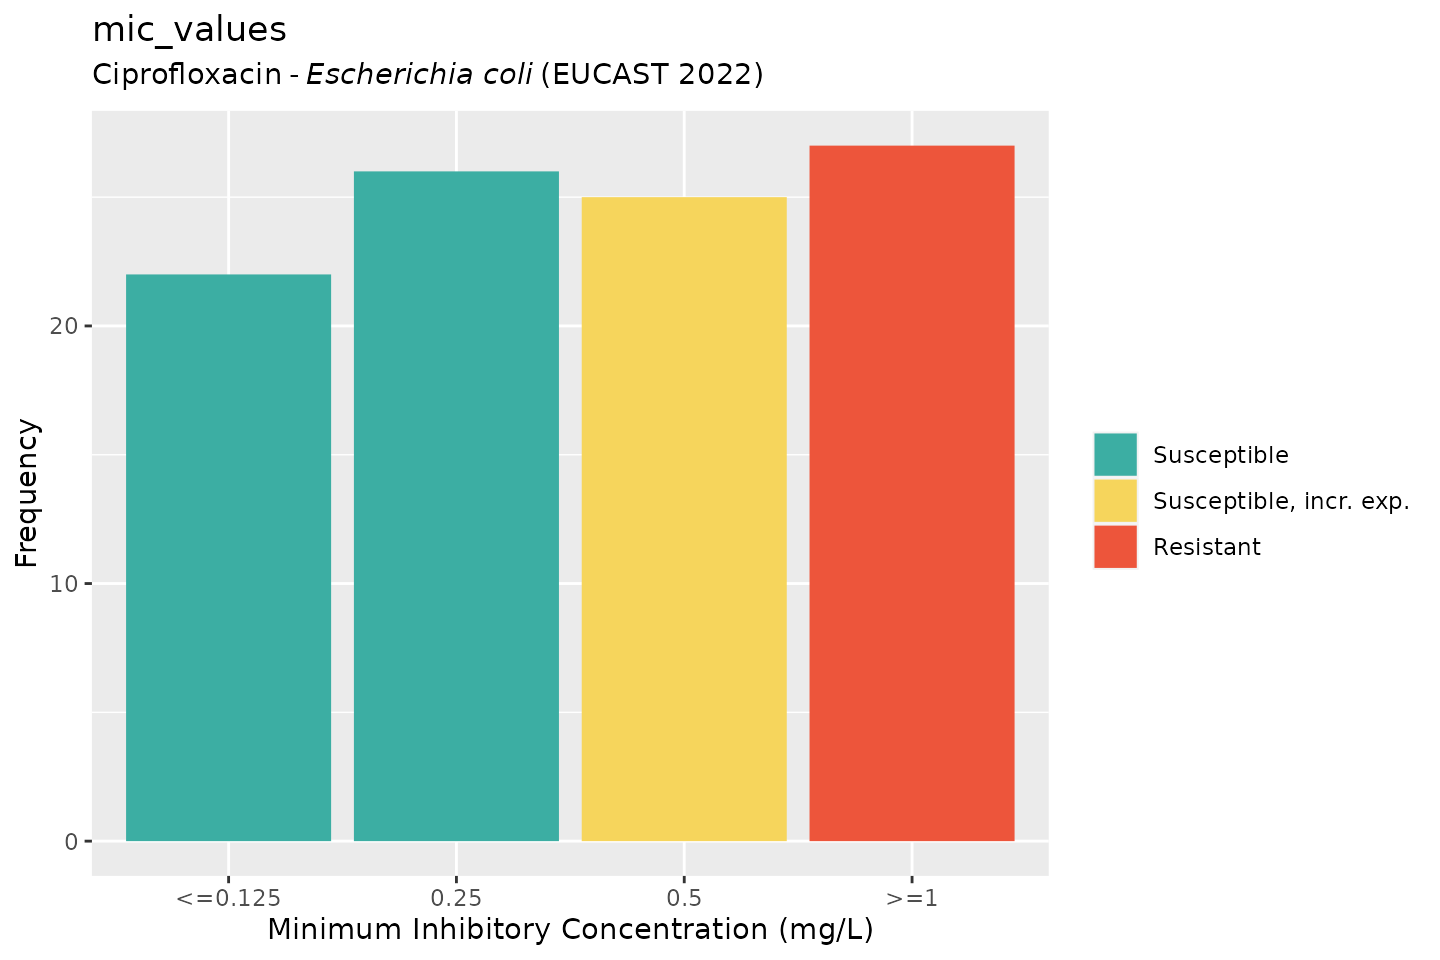 mic_values
Ciprofloxacin - Escherichia coli (EUCAST 2022)
Frequency
20
10
0
<=0.125
0.25
0.5
>=1
Minimum Inhibitory Concentration (mg/L)
Susceptible
Susceptible, incr. exp.
Resistant